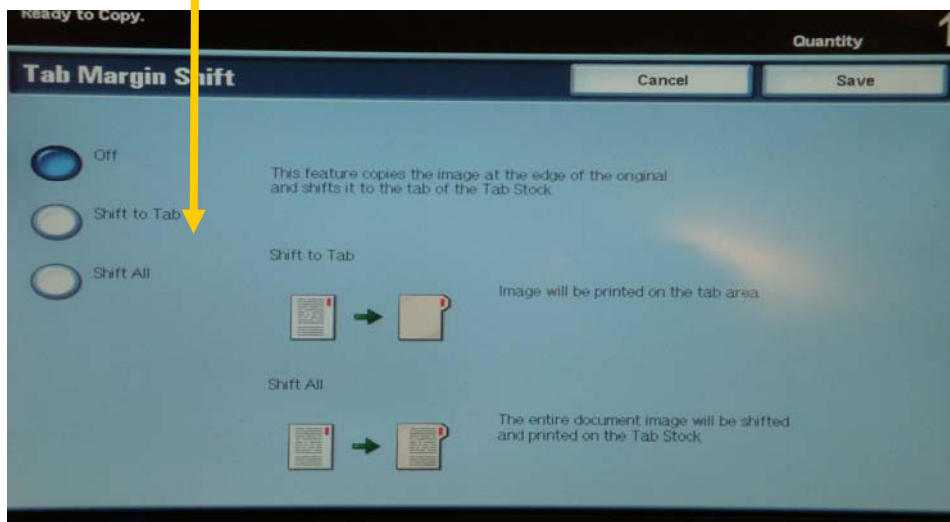 Ready to Copy.
Quantity
1
Tab Margin Shift
Cancel
Save
Off
This feature copies the image at the edge of the original
and shifts it to the tab of the Tab Stock
Shift to Tab
Shift to Tab
Image will be printed on the tab area
Shift All
Shift All
The entire document image will be shifted
and printed on the Tab Stock